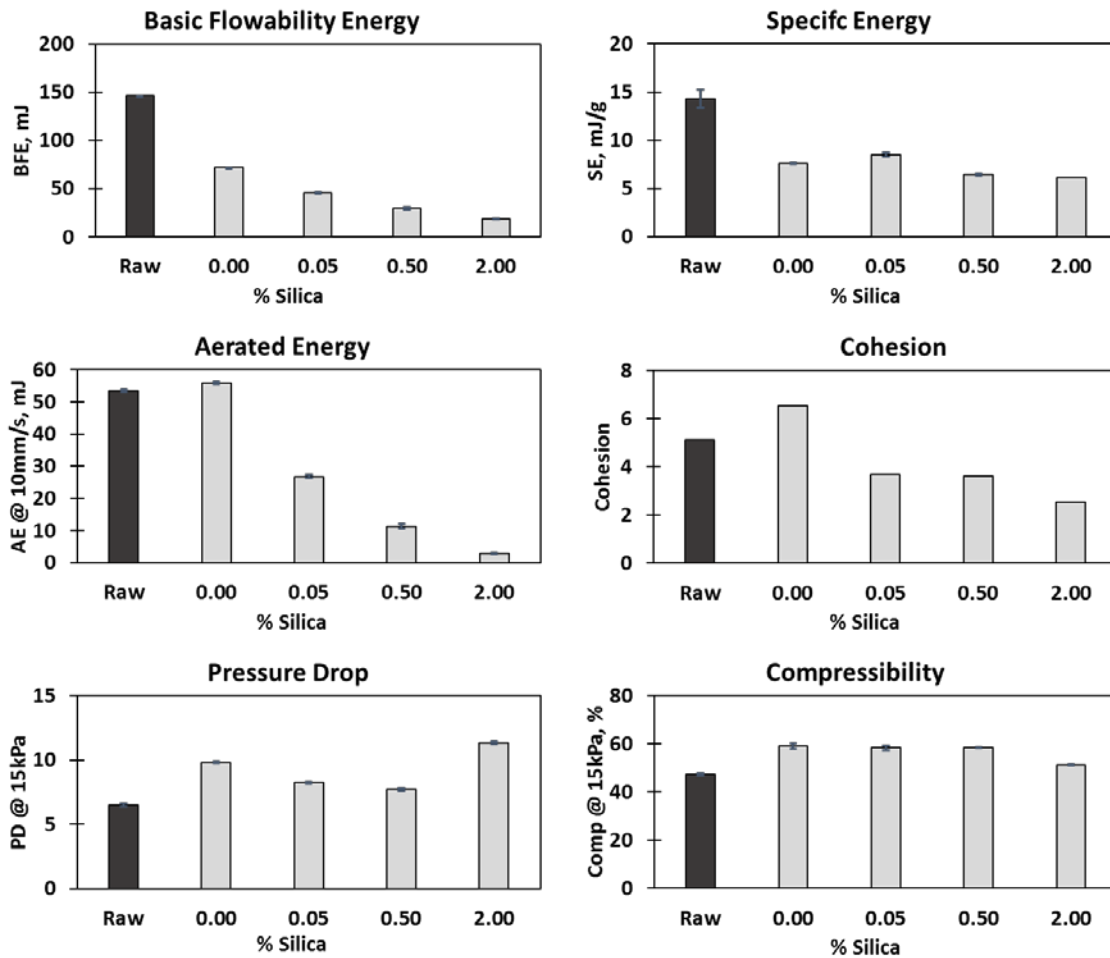 Basic Flowability Energy
BFE, mJ
200
150
100
50
0
Raw 0.00 0.05 0.50 2.00
% Silica
Specifc Energy
SE, mJ/g
20
15
10
5
0
Raw 0.00 0.05 0.50 2.00
% Silica
Aerated Energy
AE @ 10mm/s, mJ
60
50
40
30
20
10
0
Raw 0.00 0.05 0.50 2.00
% Silica
Cohesion
Cohesion
8
6
4
2
0
Raw 0.00 0.05 0.50 2.00
% Silica
Pressure Drop
PD @ 15kPa
15
10
5
0
Raw 0.00 0.05 0.50 2.00
% Silica
Compressibility
Comp @ 15kPa, %
80
60
40
20
0
Raw 0.00 0.05 0.50 2.00
% Silica